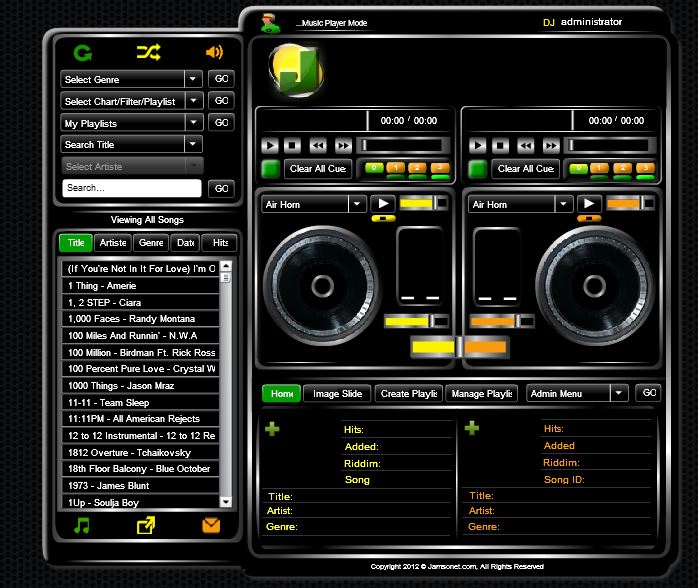 ...Music Player Mode
DJ administrator
Select Genre GO
Select Chart/Filter/Playlist GO
My Playlists GO
Search Title
Select Artiste
Search... GO
Viewing All Songs
Title Artiste Genre Date Hits
(If You're Not In It For Love) I'm O
1 Thing - Amerie
1, 2 STEP - Ciara
1,000 Faces - Randy Montana
100 Miles And Runnin' - N.W.A
100 Million - Birdman Ft. Rick Ross
100 Percent Pure Love - Crystal W
1000 Things - Jason Mraz
11-11 - Team Sleep
11:11PM - All American Rejects
12 to 12 Instrumental - 12 to 12 Re
1812 Overture - Tchaikovsky
18th Floor Balcony - Blue October
1973 - James Blunt
1Up - Soulja Boy
J
00:00 / 00:00
Clear All Cue
0 1 2 3
Air Horn
00:00 / 00:00
Clear All Cue
0 1 2 3
Air Horn
Home Image Slide Create Playlis Manage Playlis Admin Menu GO
Hits:
Added:
Riddim:
Song
Title:
Artist:
Genre:
Hits:
Added
Riddim:
Song ID:
Title:
Artist:
Genre:
Copyright 2012 © Jamsonet.com, All Rights Reserved